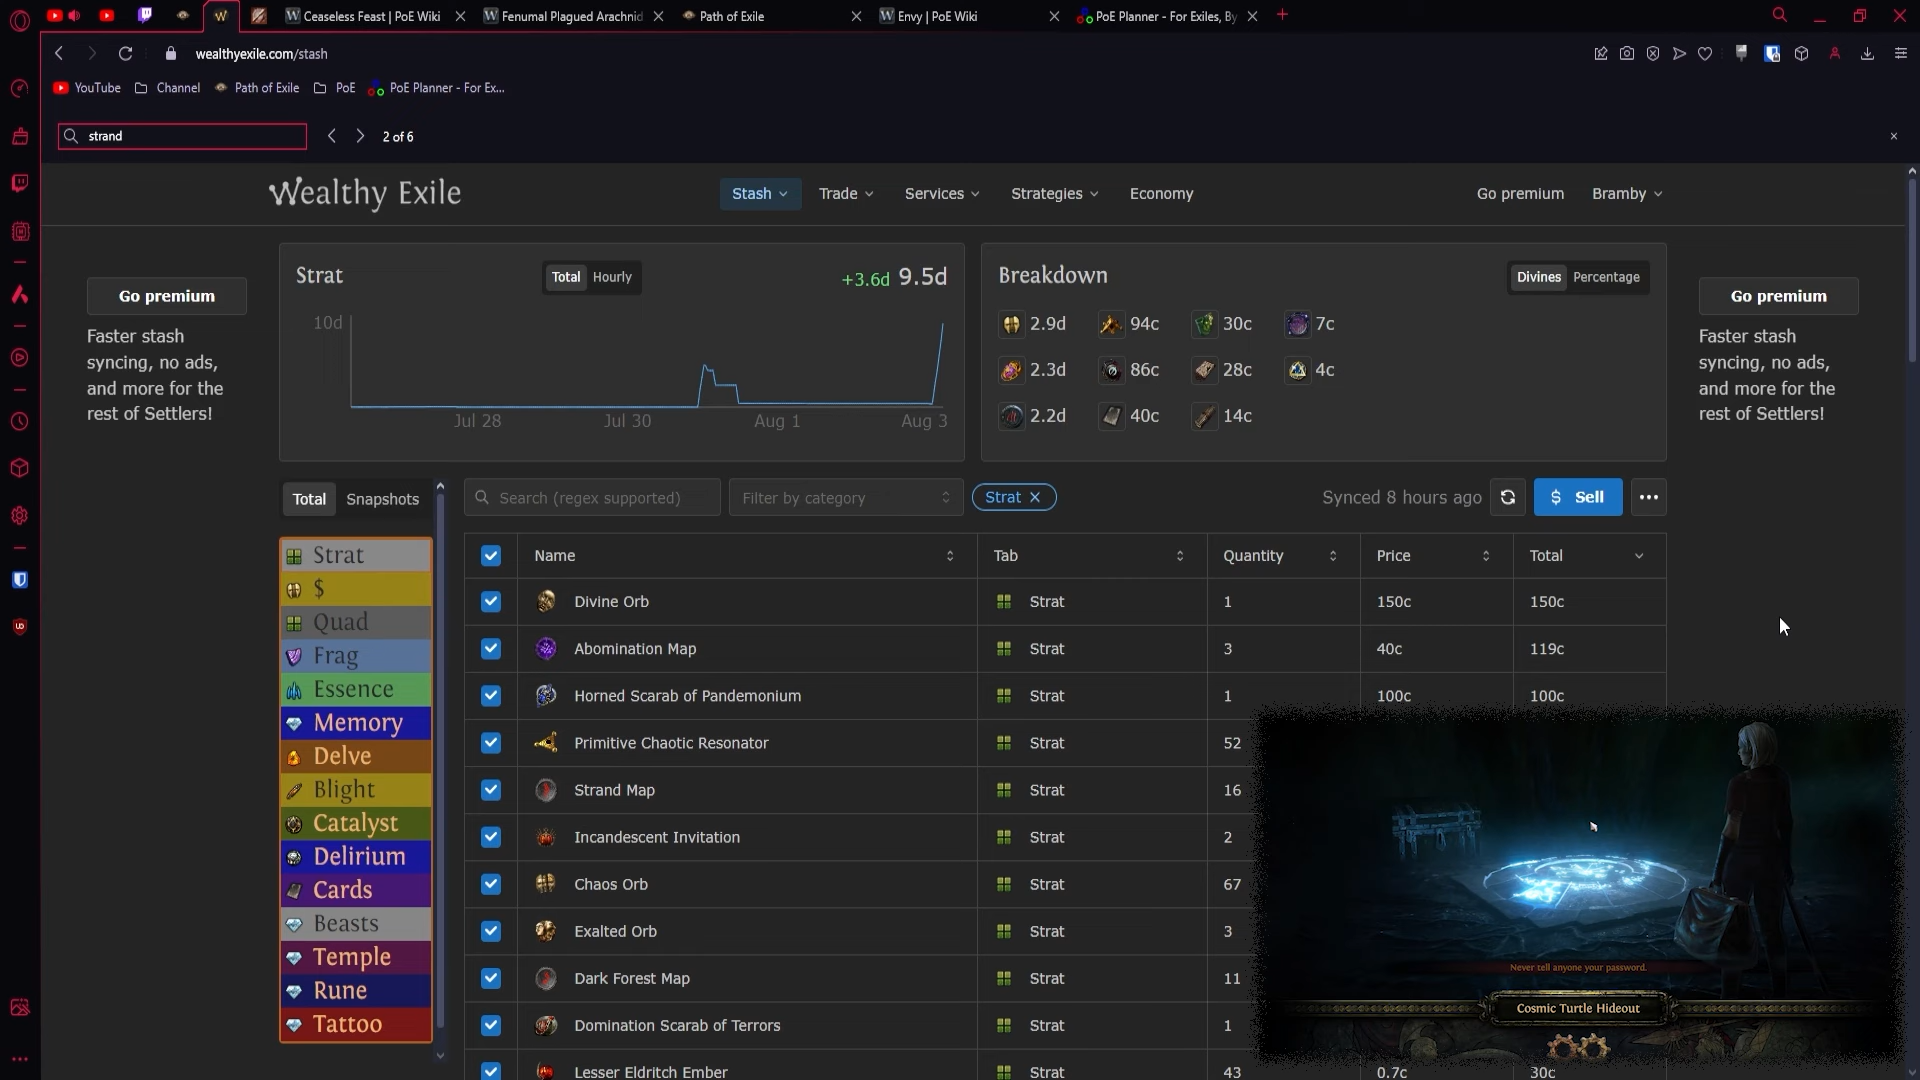 Ceaseless Feast | PoE Wiki
Fenumal Plagued Arachnid
Path of Exile
Envy | PoE Wiki
PoE Planner - For Exiles, By
wealthyexile.com/stash
YouTube
Channel
Path of Exile
PoE
PoE Planner - For Ex...
strand
2 of 6
Wealthy Exile
Stash
Trade
Services
Strategies
Economy
Go premium
Bramby
Go premium
Faster stash
syncing, no ads,
and more for the
rest of Settlers!
Strat
Total
Hourly
+3.6d 9.5d
10d
Jul 28
Jul 30
Aug 1
Aug 3
Breakdown
Divines
Percentage
2.9d
94c
30c
7c
2.3d
86c
28c
4c
2.2d
40c
14c
Go premium
Faster stash
syncing, no ads,
and more for the
rest of Settlers!
Total
Snapshots
Strat
$
Quad
Frag
Essence
Memory
Delve
Blight
Catalyst
Delirium
Cards
Beasts
Temple
Rune
Tattoo
Search (regex supported)
Filter by category
Strat
Synced 8 hours ago
$ Sell
Name Tab Quantity Price Total
Divine Orb Strat 1 150c 150c
Abomination Map Strat 3 40c 119c
Horned Scarab of Pandemonium Strat 1 100c 100c
Primitive Chaotic Resonator Strat 52
Strand Map Strat 16
Incandescent Invitation Strat 2
Chaos Orb Strat 67
Exalted Orb Strat 3
Dark Forest Map Strat 11
Domination Scarab of Terrors Strat 1
Lesser Eldritch Ember Strat 43 0.7c 30c
Never tell anyone your password.
Cosmic Turtle Hideout